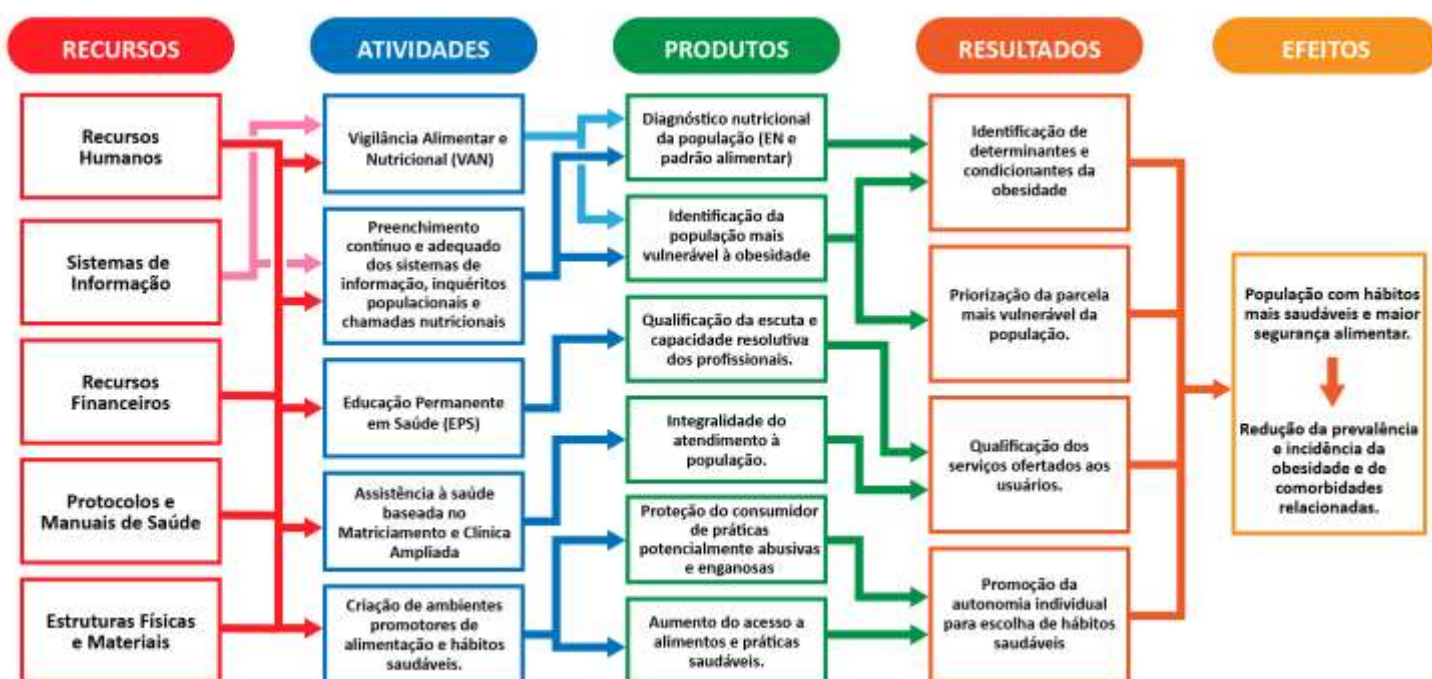 RECURSOS
ATIVIDADES
PRODUTOS
RESULTADOS
EFEITOS
Recursos
Humanos
Sistemas de
Informação
Recursos
Financeiros
Protocolos e
Manuais de Saúde
Estruturas Físicas
e Materiais
Vigilância Alimentar e
Nutricional (VAN)
Preenchimento
contínuo e adequado
dos sistemas de
informação, inquéritos
populacionais e
chamadas nutricionais
Educação Permanente
em Saúde (EPS)
Assistência à saúde
baseada no
Matriciamento e Clínica
Ampliada
Criação de ambientes
promotores de
alimentação e hábitos
saudáveis.
Diagnóstico nutricional
da população (EN e
padrão alimentar)
Identificação da
população mais
vulnerável à obesidade
Qualificação da escuta e
capacidade resolutiva
dos profissionais.
Integralidade do
atendimento à
população.
Proteção do consumidor
de práticas
potencialmente abusivas
e enganosas
Aumento do acesso a
alimentos e práticas
saudáveis.
Identificação de
determinantes e
condicionantes da
obesidade
Priorização da parcela
mais vulnerável da
população.
Qualificação dos
serviços ofertados aos
usuários.
Promoção da
autonomia individual
para escolha de hábitos
saudáveis
População com hábitos
mais saudáveis e maior
segurança alimentar.
Redução da prevalência
e incidência da
obesidade e de
comorbidades
relacionadas.